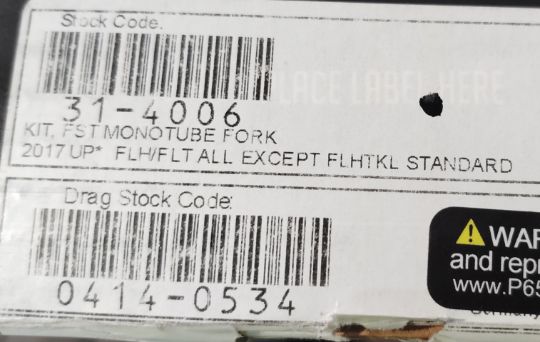 Stock Code:
PLACE LABEL HERE
31-4006
KIT, FST MONOTUBE FORK
2017 UP* FLH/FLT ALL EXCEPT FLHTKL STANDARD
Drag Stock Code:
0414-0534
WAR
and repr
www.P65
Germany